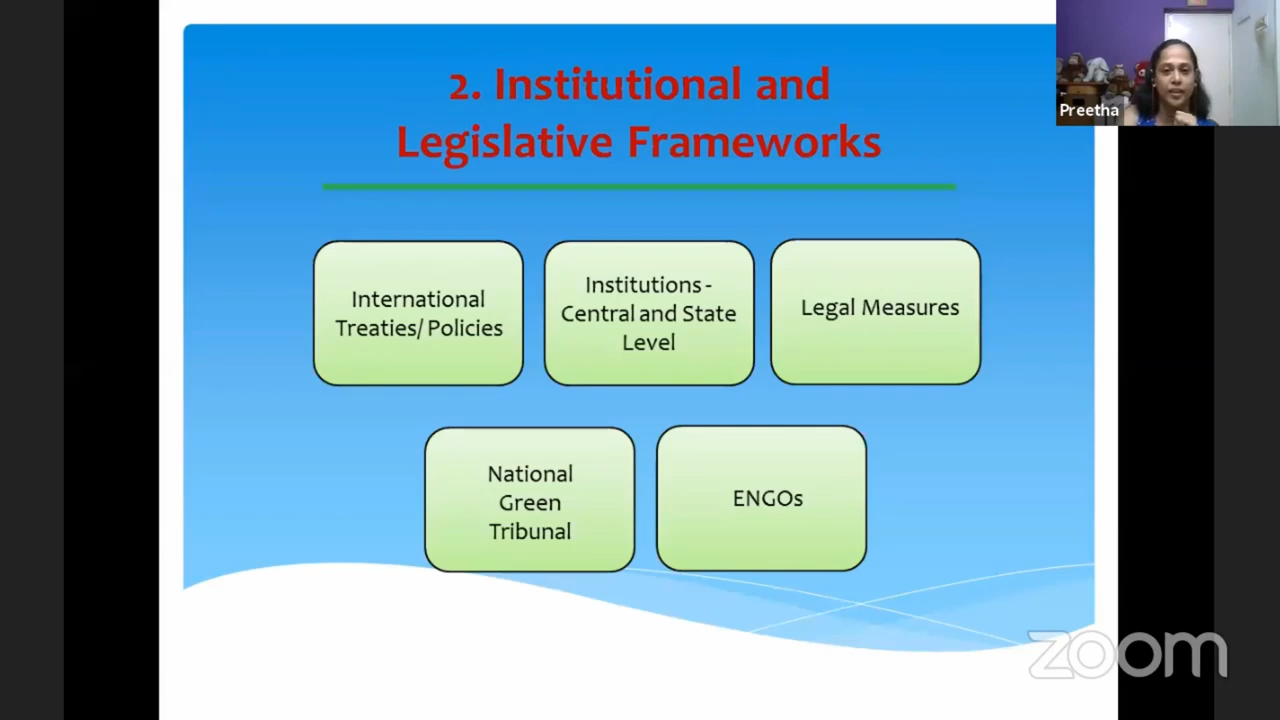 2. Institutional and
Legislative Frameworks
Preetha
International
Treaties/ Policies
Institutions -
Central and State
Level
Legal Measures
National
Green
Tribunal
ENGOs
zoom